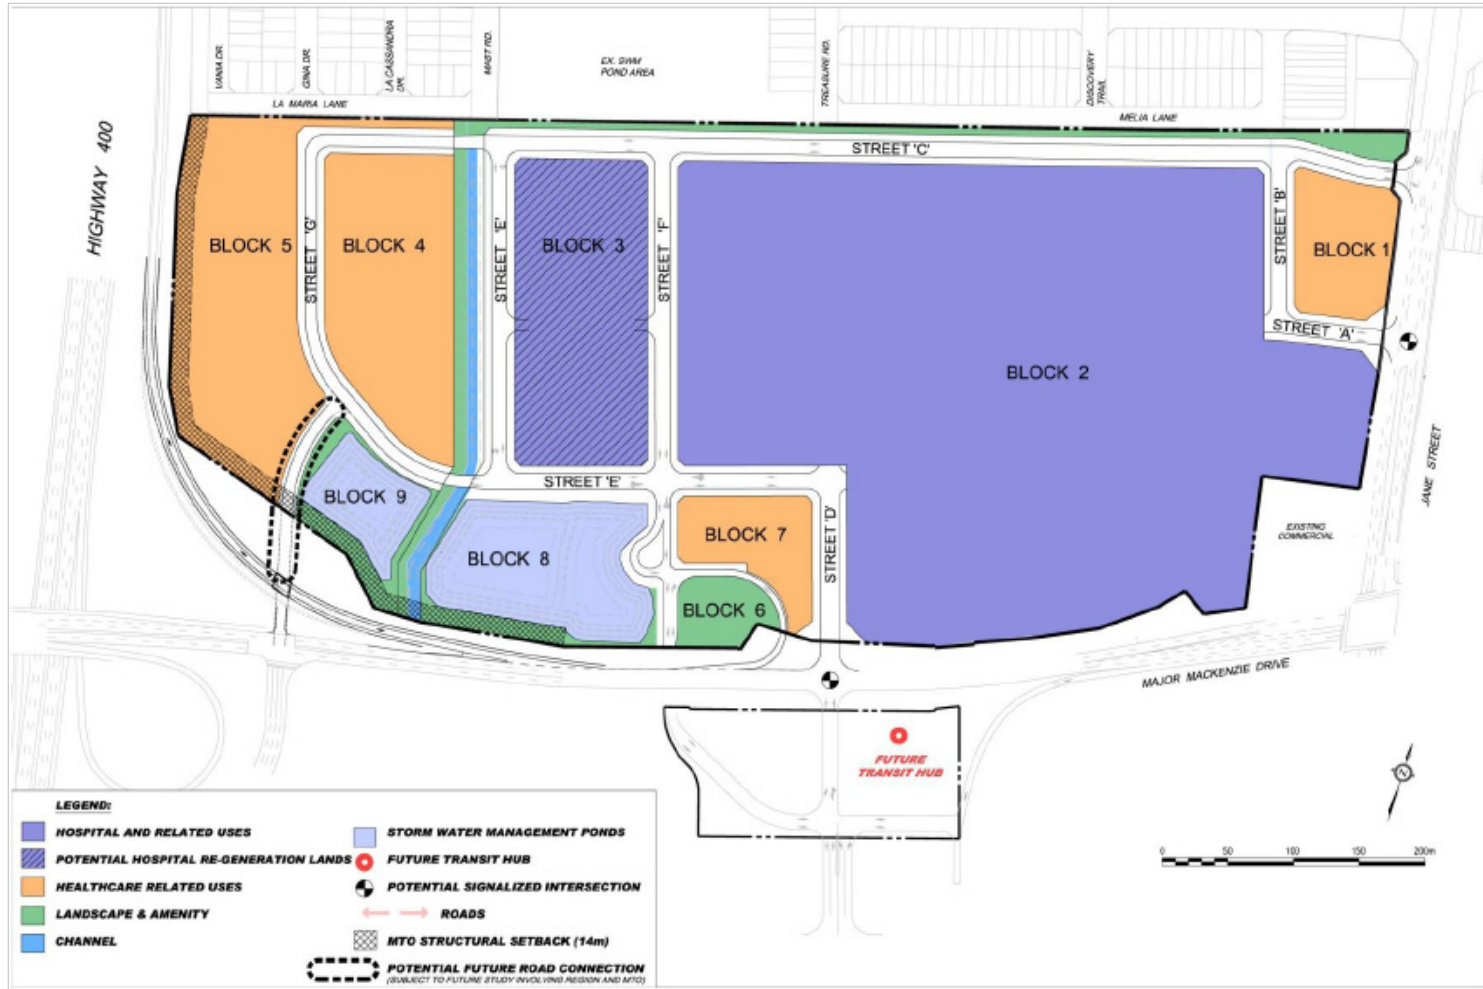 VANIA DR.
GINA DR.
LA CASSANDRA
DR.
MAST RD.
EX. SWM
POND AREA
TREASURE RD.
DISCOVERY
TRAIL
LA MARIA LANE
MELIA LANE
HIGHWAY 400
STREET 'C'
BLOCK 5
STREET 'G'
BLOCK 4
STREET 'E'
BLOCK 3
STREET 'F'
STREET 'B'
BLOCK 1
STREET 'A'
BLOCK 2
JANE STREET
BLOCK 9
STREET 'E'
BLOCK 8
BLOCK 7
STREET 'D'
EXISTING
COMMERCIAL
BLOCK 6
MAJOR MACKENZIE DRIVE
FUTURE
TRANSIT HUB
Z
0 50 100 150 200m
LEGEND:
HOSPITAL AND RELATED USES
POTENTIAL HOSPITAL RE-GENERATION LANDS
HEALTHCARE RELATED USES
LANDSCAPE & AMENITY
CHANNEL
STORM WATER MANAGEMENT PONDS
FUTURE TRANSIT HUB
POTENTIAL SIGNALIZED INTERSECTION
ROADS
MTO STRUCTURAL SETBACK (14m)
POTENTIAL FUTURE ROAD CONNECTION
(SUBJECT TO FUTURE STUDY INVOLVING REGION AND MTO)